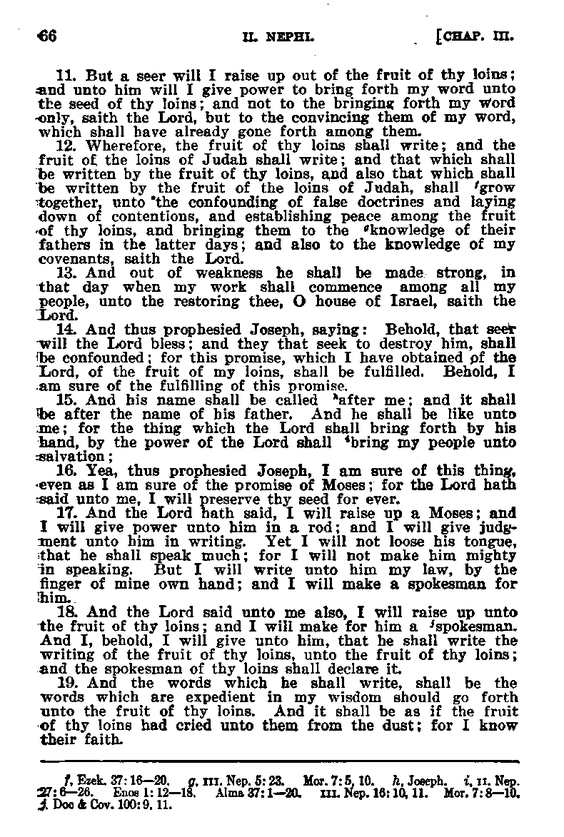 66 II. NEPHI. [CHAP. III.
11. But a seer will I raise up out of the fruit of thy loins;
and unto him will I give power to bring forth my word unto
the seed of thy loins; and not to the bringing forth my word
only, saith the Lord, but to the convincing them of my word,
which shall have already gone forth among them.
12. Wherefore, the fruit of thy loins shall write; and the
fruit of the loins of Judah shall write; and that which shall
be written by the fruit of thy loins, and also that which shall
be written by the fruit of the loins of Judah, shall fgrow
together, unto the confounding of false doctrines and laying
down of contentions, and establishing peace among the fruit
of thy loins, and bringing them to the gknowledge of their
fathers in the latter days; and also to the knowledge of my
covenants, saith the Lord.
13. And out of weakness he shall be made strong, in
that day when my work shall commence among all my
people, unto the restoring thee, O house of Israel, saith the
Lord.
14. And thus prophesied Joseph, saying: Behold, that seer
will the Lord bless; and they that seek to destroy him, shall
be confounded; for this promise, which I have obtained of the
Lord, of the fruit of my loins, shall be fulfilled. Behold, I
am sure of the fulfilling of this promise.
15. And his name shall be called hafter me; and it shall
be after the name of his father. And he shall be like unto
me; for the thing which the Lord shall bring forth by his
hand, by the power of the Lord shall ibring my people unto
salvation;
16. Yea, thus prophesied Joseph, I am sure of this thing,
even as I am sure of the promise of Moses; for the Lord hath
said unto me, I will preserve thy seed for ever.
17. And the Lord hath said, I will raise up a Moses; and
I will give power unto him in a rod; and I will give judg-
ment unto him in writing. Yet I will not loose his tongue,
that he shall speak much; for I will not make him mighty
in speaking. But I will write unto him my law, by the
finger of mine own hand; and I will make a spokesman for
him.
18. And the Lord said unto me also, I will raise up unto
the fruit of thy loins; and I will make for him a jspokesman.
And I, behold, I will give unto him, that he shall write the
writing of the fruit of thy loins, unto the fruit of thy loins;
and the spokesman of thy loins shall declare it.
19. And the words which he shall write, shall be the
words which are expedient in my wisdom should go forth
unto the fruit of thy loins. And it shall be as if the fruit
of thy loins had cried unto them from the dust; for I know
their faith.
f, Ezek. 37:16—20. g, III. Nep. 5:23. Mor. 7:5, 10. h, Joseph. i, II. Nep.
27:6—26. Enos 1:12—18. Alma 37:1—20. III. Nep. 16:10, 11. Mor. 7:8—10.
j, Doc & Cov. 100:9, 11.